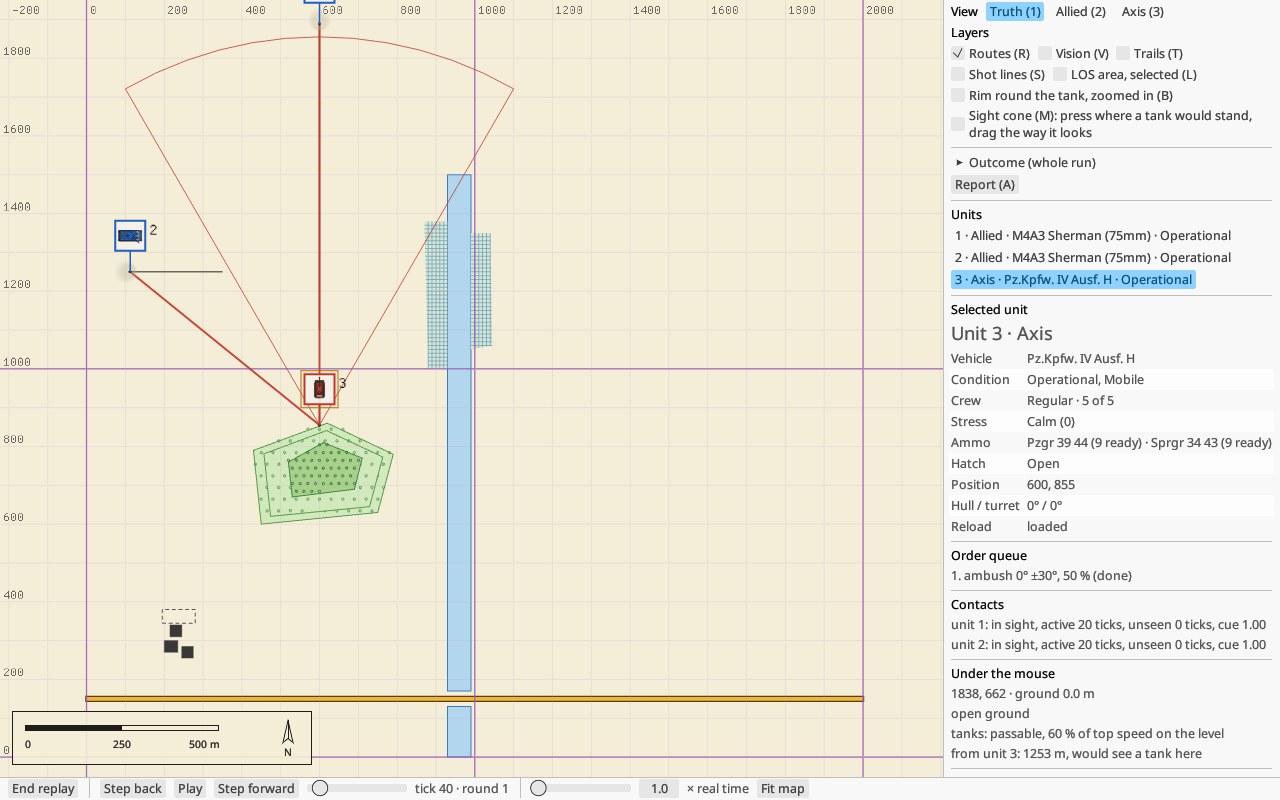 -200 0 200 400 600 800 1000 1200 1400 1600 1800 2000
1800
1600
1400
1200
1000
800
600
400
200
0
2
3
0 250 500 m
N
View Truth (1) Allied (2) Axis (3)
Layers
Routes (R) Vision (V) Trails (T)
Shot lines (S) LOS area, selected (L)
Rim round the tank, zoomed in (B)
Sight cone (M): press where a tank would stand,
drag the way it looks
Outcome (whole run)
Report (A)
Units
1 · Allied · M4A3 Sherman (75mm) · Operational
2 · Allied · M4A3 Sherman (75mm) · Operational
3 · Axis · Pz.Kpfw. IV Ausf. H · Operational
Selected unit
Unit 3 · Axis
Vehicle Pz.Kpfw. IV Ausf. H
Condition Operational, Mobile
Crew Regular · 5 of 5
Stress Calm (0)
Ammo Pzgr 39 44 (9 ready) · Sprgr 34 43 (9 ready)
Hatch Open
Position 600, 855
Hull / turret 0° / 0°
Reload loaded
Order queue
1. ambush 0° ±30°, 50 % (done)
Contacts
unit 1: in sight, active 20 ticks, unseen 0 ticks, cue 1.00
unit 2: in sight, active 20 ticks, unseen 0 ticks, cue 1.00
Under the mouse
1838, 662 · ground 0.0 m
open ground
tanks: passable, 60 % of top speed on the level
from unit 3: 1253 m, would see a tank here
End replay Step back Play Step forward tick 40 · round 1 1.0 × real time Fit map